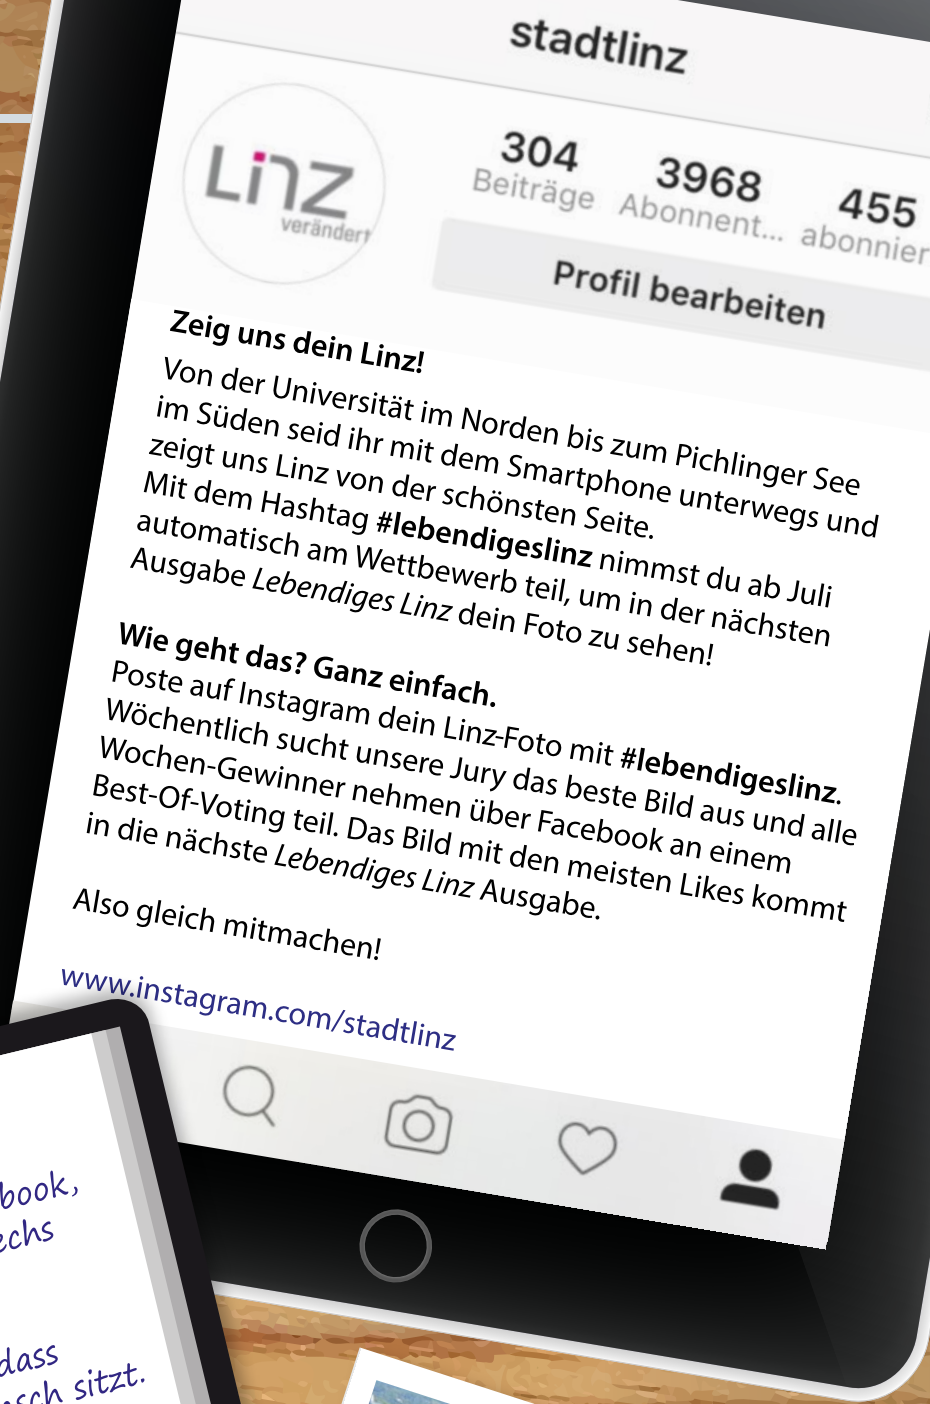 stadtlinz
Linz
verändert
304
Beiträge
3968
Abonnent...
455
abonnier
Profil bearbeiten
Zeig uns dein Linz!
Von der Universität im Norden bis zum Pichlinger See
im Süden seid ihr mit dem Smartphone unterwegs und
zeigt uns Linz von der schönsten Seite.
Mit dem Hashtag #lebendigeslinz nimmst du ab Juli
automatisch am Wettbewerb teil, um in der nächsten
Ausgabe Lebendiges Linz dein Foto zu sehen!
Wie geht das? Ganz einfach.
Poste auf Instagram dein Linz-Foto mit #lebendigeslinz.
Wöchentlich sucht unsere Jury das beste Bild aus und alle
Wochen-Gewinner nehmen über Facebook an einem
Best-Of-Voting teil. Das Bild mit den meisten Likes kommt
in die nächste Lebendiges Linz Ausgabe.
Also gleich mitmachen!
www.instagram.com/stadtlinz
book,
echs
dass
nsch sitzt.